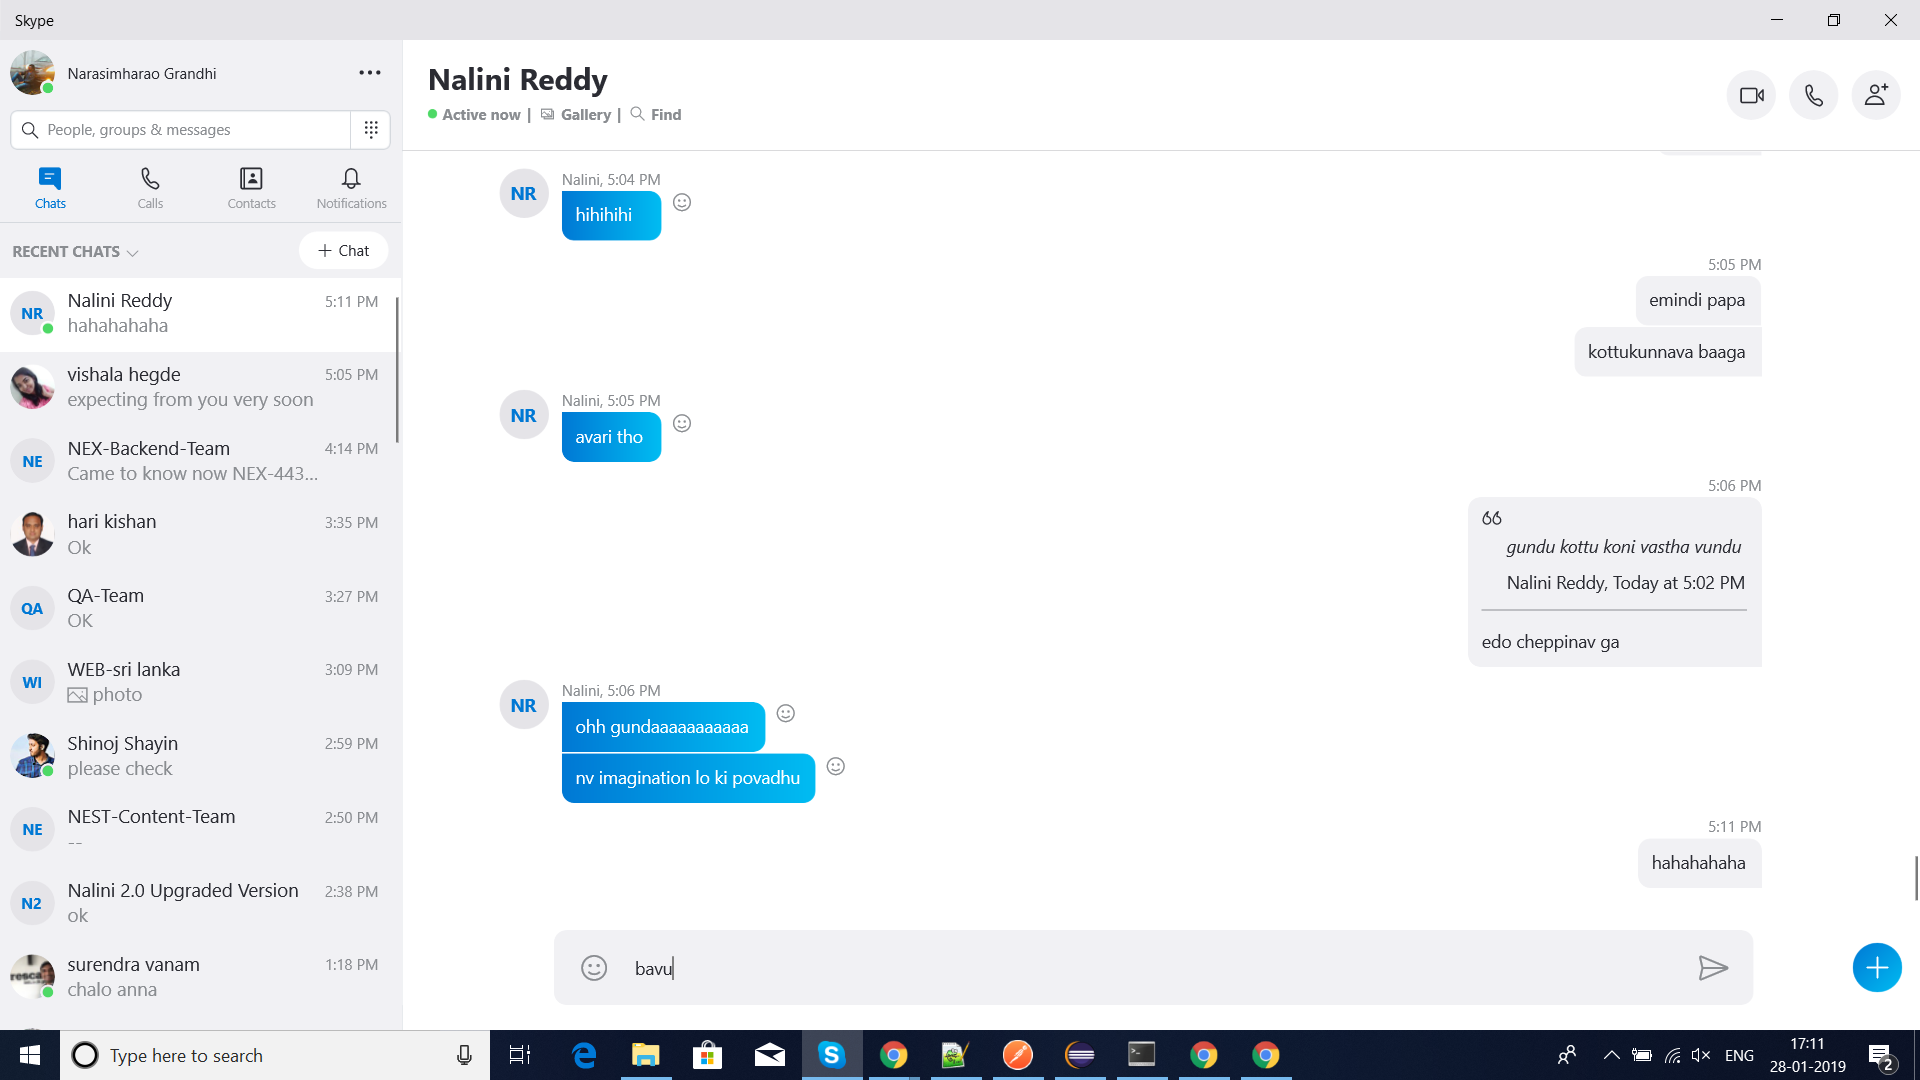 Skype
Narasimharao Grandhi
People, groups & messages
Chats
Calls
Contacts
Notifications
RECENT CHATS
+ Chat
NR
Nalini Reddy
5:11 PM
hahahahaha
vishala hegde
5:05 PM
expecting from you very soon
NE
NEX-Backend-Team
4:14 PM
Came to know now NEX-443...
hari kishan
3:35 PM
Ok
QA
QA-Team
3:27 PM
OK
WI
WEB-sri lanka
3:09 PM
photo
Shinoj Shayin
2:59 PM
please check
NE
NEST-Content-Team
2:50 PM
--
N2
Nalini 2.0 Upgraded Version
2:38 PM
ok
resca
surendra vanam
1:18 PM
chalo anna
Nalini Reddy
Active now | Gallery | Find
NR
Nalini, 5:04 PM
hihihihi
5:05 PM
emindi papa
kottukunnava baaga
NR
Nalini, 5:05 PM
avari tho
5:06 PM
gundu kottu koni vastha vundu
Nalini Reddy, Today at 5:02 PM
edo cheppinav ga
NR
Nalini, 5:06 PM
ohh gundaaaaaaaaaaa
nv imagination lo ki povadhu
5:11 PM
hahahahaha
bavu
Type here to search
ENG
17:11
28-01-2019
2